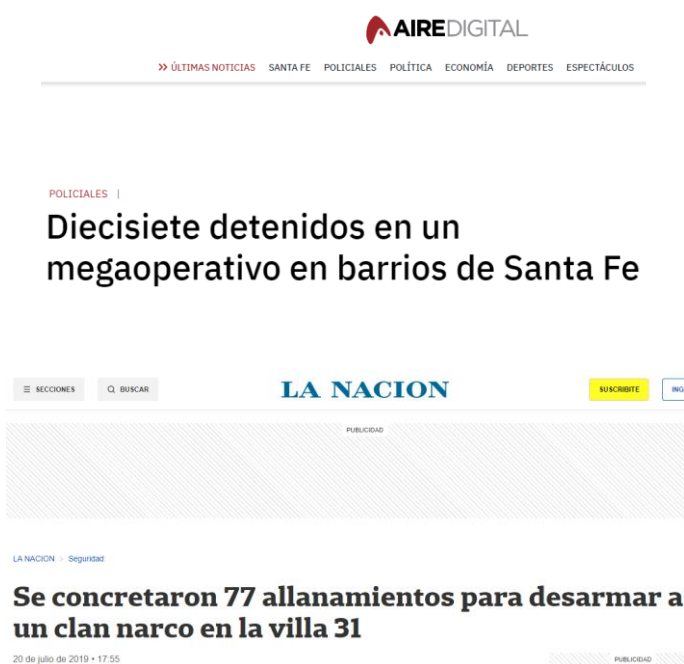 AIREDIGITAL
>> ÚLTIMAS NOTICIAS SANTA FE POLICIALES POLÍTICA ECONOMÍA DEPORTES ESPECTÁCULOS
POLICIALES |
Diecisiete detenidos en un
megaoperativo en barrios de Santa Fe
☰ SECCIONES BUSCAR LA NACION SUSCRIBITE ING
PUBLICIDAD
LA NACION > Seguridad
Se concretaron 77 allanamientos para desarmar a
un clan narco en la villa 31
20 de julio de 2019 • 17:55 PUBLICIDAD